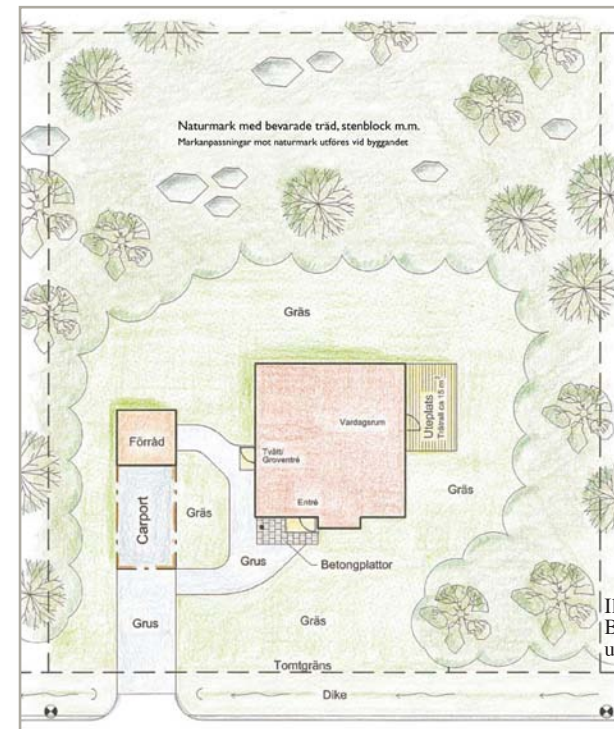 Naturmark med bevarade träd, stenblock m.m.
Markanpassningar mot naturmark utföres vid byggandet
Gräs
Uteplats
Trätrall ca 15 m²
Vardagsrum
Förråd
Tvätt/
Groventré
Carport
Gräs
Gräs
Entré
Grus
Betongplattor
Grus
Gräs
Tomtgräns
Dike